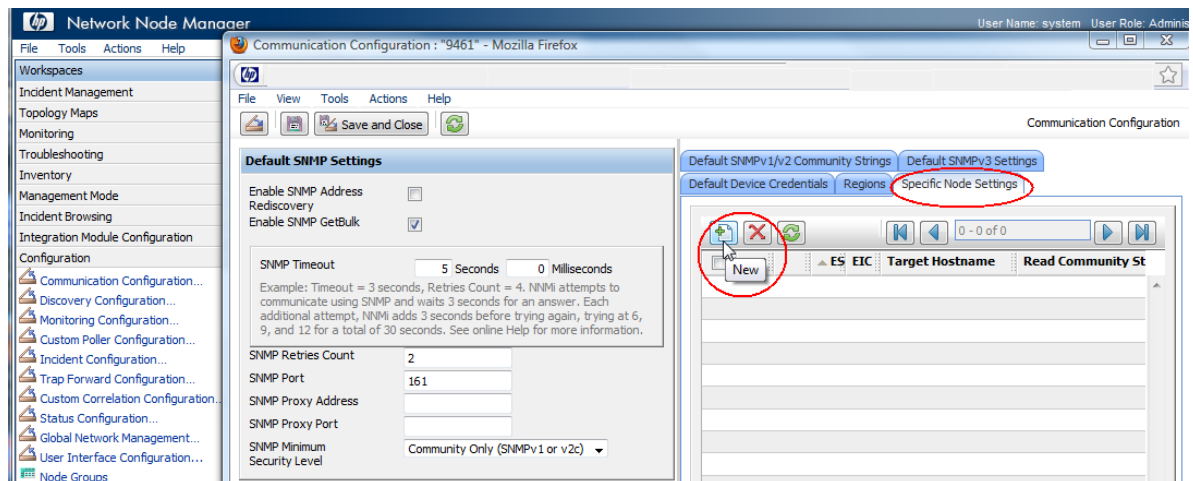 hp Network Node Manager
User Name: system User Role: Adminis
File Tools Actions Help
Workspaces
Incident Management
Topology Maps
Monitoring
Troubleshooting
Inventory
Management Mode
Incident Browsing
Integration Module Configuration
Configuration
Communication Configuration...
Discovery Configuration...
Monitoring Configuration...
Custom Poller Configuration...
Incident Configuration...
Trap Forward Configuration...
Custom Correlation Configuration.
Status Configuration...
Global Network Management...
User Interface Configuration...
Node Groups
Communication Configuration : "9461" - Mozilla Firefox
hp
File View Tools Actions Help
Save and Close
Communication Configuration
Default SNMP Settings
Enable SNMP Address
Rediscovery
Enable SNMP GetBulk
SNMP Timeout 5 Seconds 0 Milliseconds
Example: Timeout = 3 seconds, Retries Count = 4. NNMi attempts to
communicate using SNMP and waits 3 seconds for an answer. Each
additional attempt, NNMi adds 3 seconds before trying again, trying at 6,
9, and 12 for a total of 30 seconds. See online Help for more information.
SNMP Retries Count 2
SNMP Port 161
SNMP Proxy Address
SNMP Proxy Port
SNMP Minimum
Security Level
Community Only (SNMPv1 or v2c)
Default SNMPv1/v2 Community Strings Default SNMPv3 Settings
Default Device Credentials Regions Specific Node Settings
0 - 0 of 0
ES EIC Target Hostname Read Community St
New